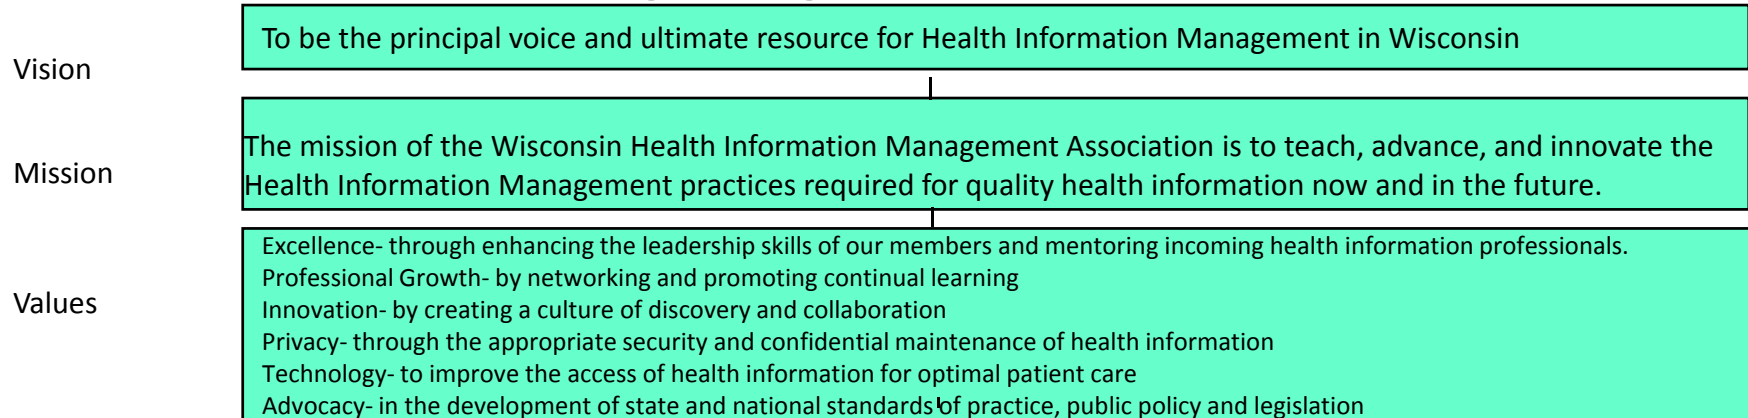 Vision
To be the principal voice and ultimate resource for Health Information Management in Wisconsin
Mission
The mission of the Wisconsin Health Information Management Association is to teach, advance, and innovate the
Health Information Management practices required for quality health information now and in the future.
Values
Excellence- through enhancing the leadership skills of our members and mentoring incoming health information professionals.
Professional Growth- by networking and promoting continual learning
Innovation- by creating a culture of discovery and collaboration
Privacy- through the appropriate security and confidential maintenance of health information
Technology- to improve the access of health information for optimal patient care
Advocacy- in the development of state and national standards of practice, public policy and legislation